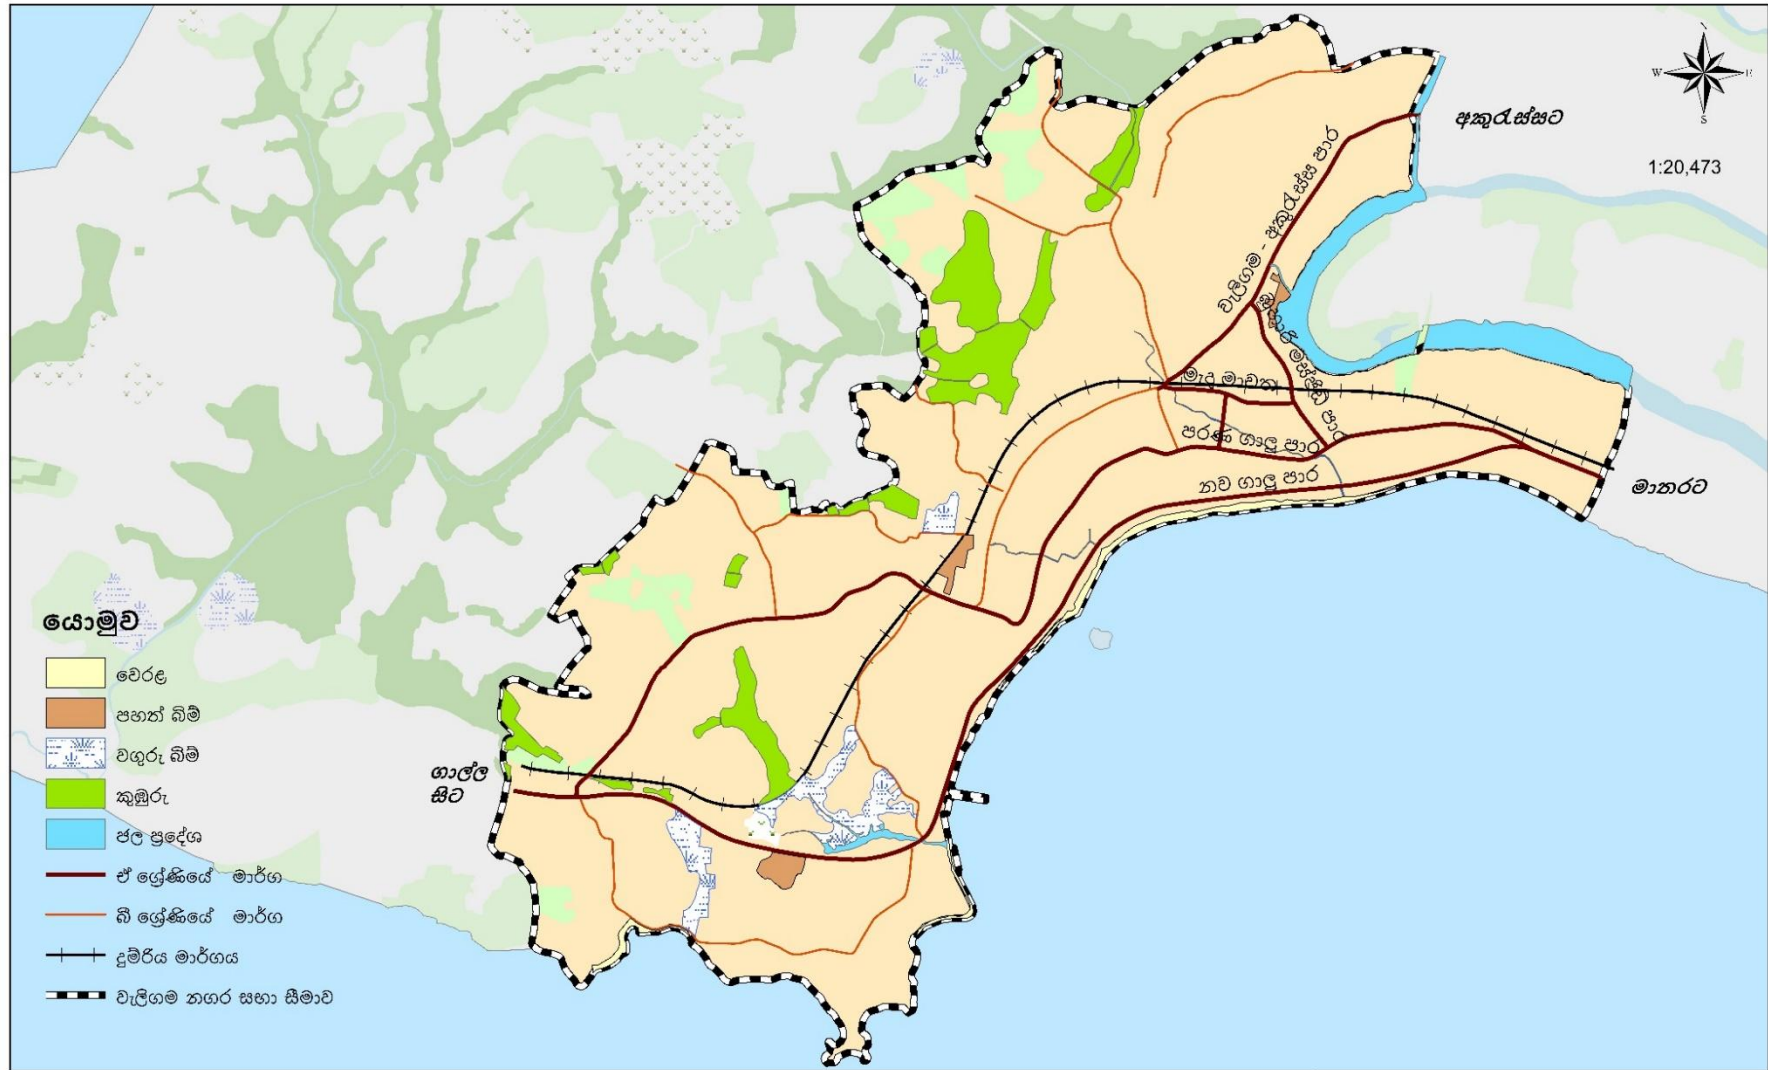 N
W E
S
අකුරැස්සට
1:20,473
වැලිගම - අකුරැස්ස පාර
මැද මාවත
පරණ ගාලු පාර
නව ගාලු පාර
මාතරට
ගාල්ල
සිට
යොමුව
වෙරළ
පහත් බිම්
වගුරු බිම්
කුඹුරු
ජල ප්‍රදේශ
ඒ ශ්‍රේණියේ මාර්ග
බී ශ්‍රේණියේ මාර්ග
දුම්රිය මාර්ගය
වැලිගම නගර සභා සීමාව